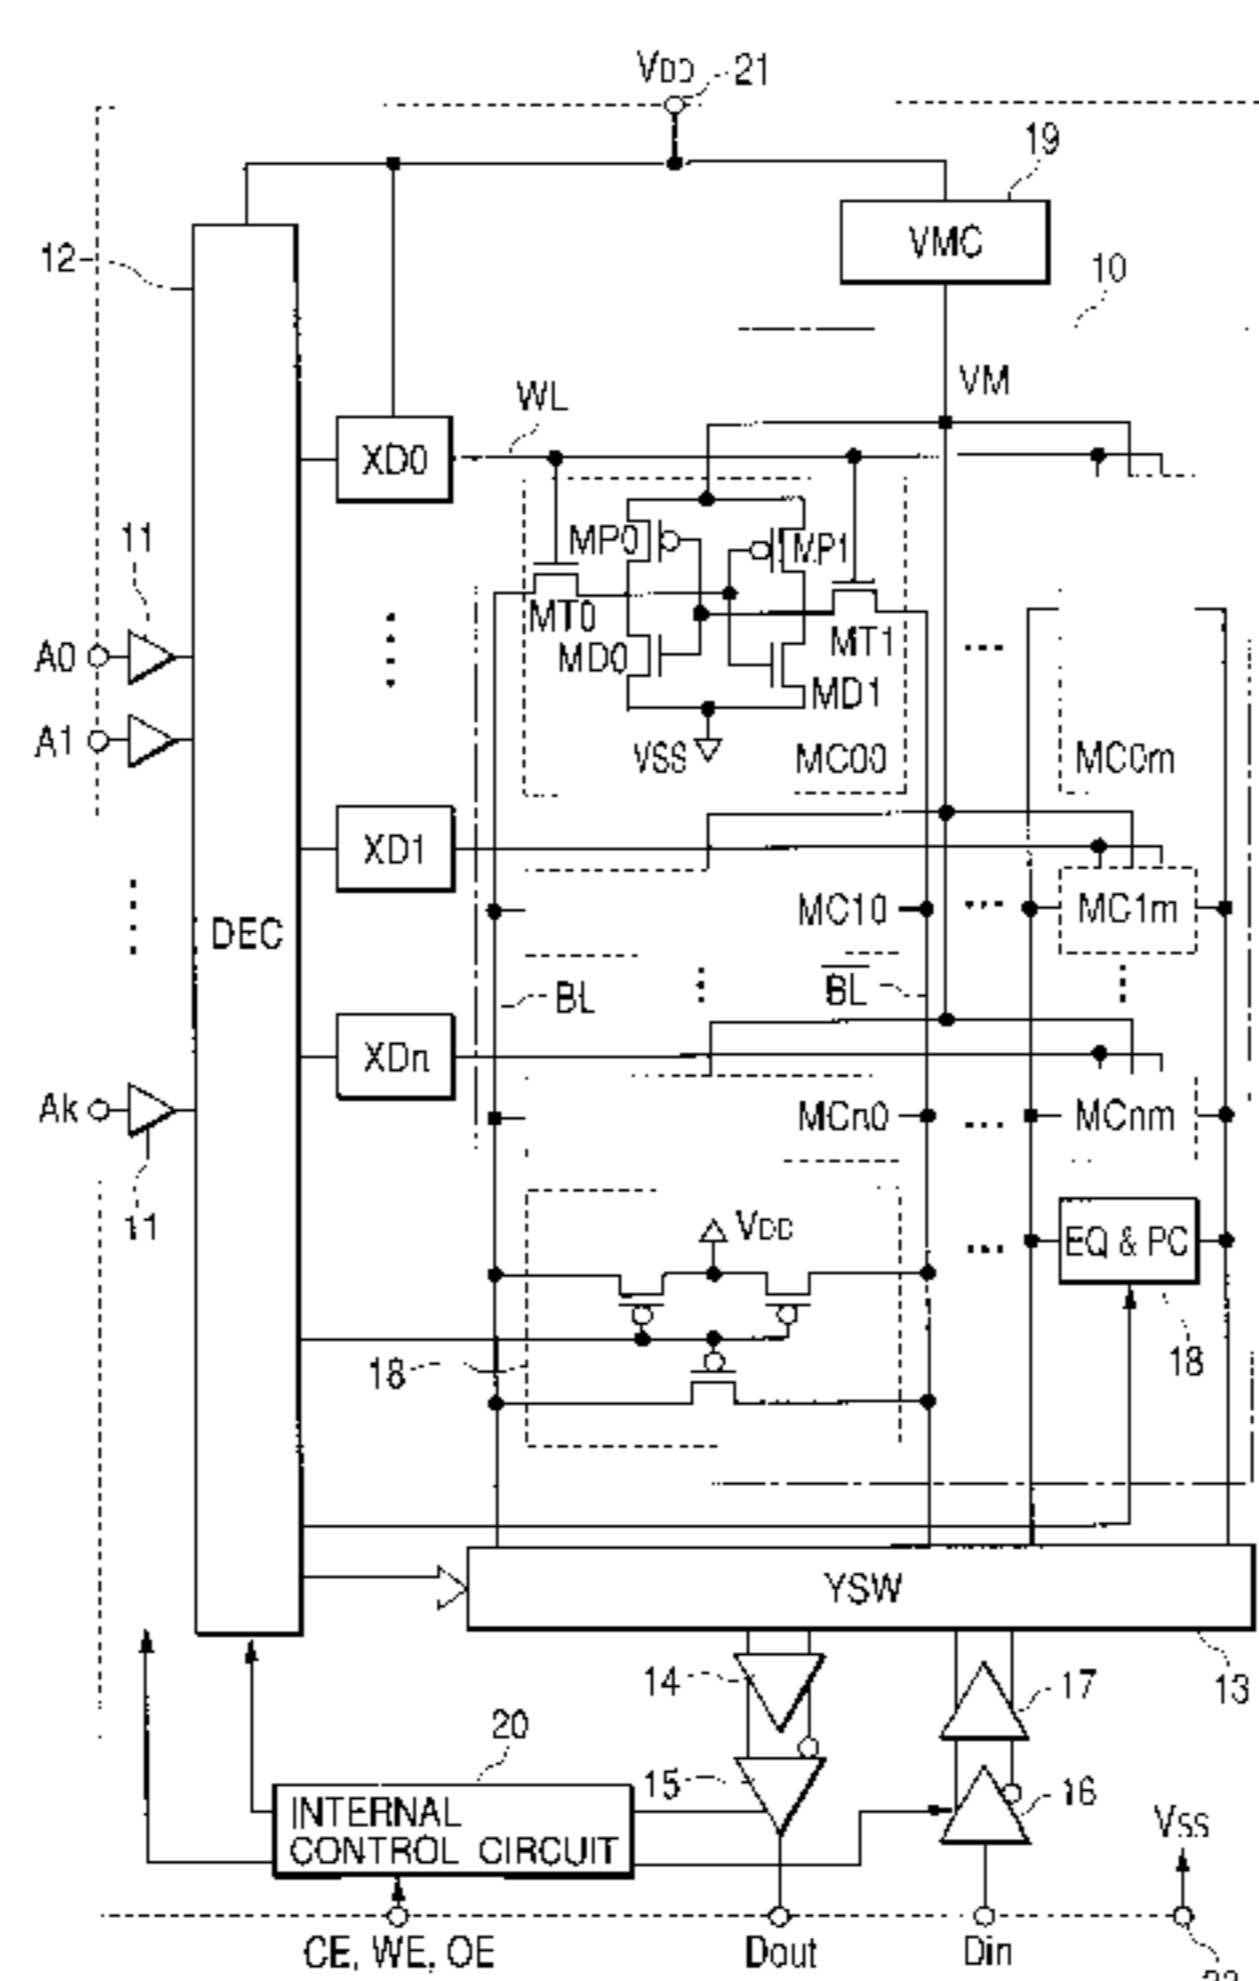 VDD 21
19
VMC
12
10
VM
WL
XD0
11
MP0 MP1
MT0
MT1
MD0
MD1
A0
A1
VSS MC00 MC0m
XD1
DEC
MC10 MC1m
BL BL
XDn
Ak
MCn0 MCnm
11
VDD
EQ & PC
18
18
YSW
14 17 13
20
15 16
INTERNAL
CONTROL CIRCUIT
VSS
CE, WE, OE Dout Din